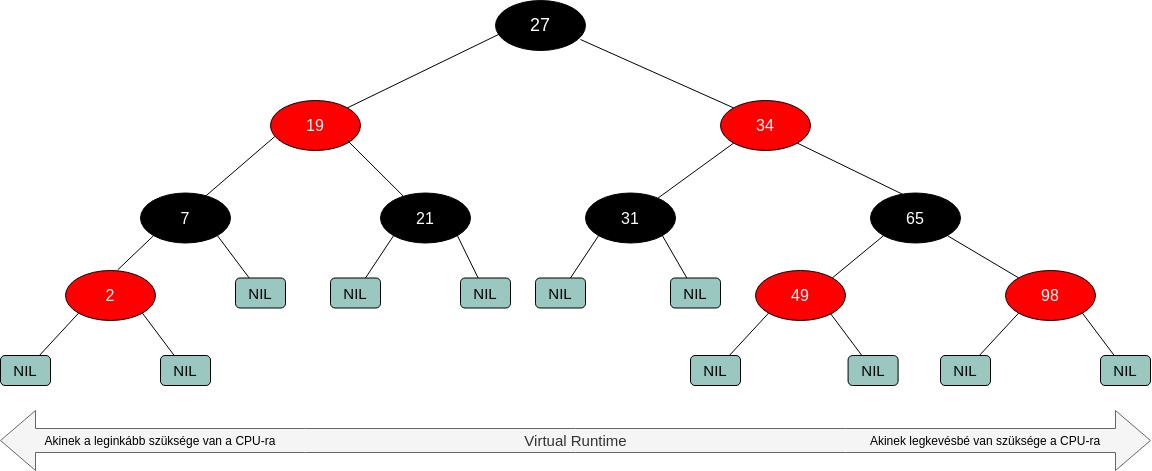 27
19
34
7
21
31
65
NIL
NIL
NIL
NIL
NIL
2
49
98
NIL
NIL
NIL
NIL
NIL
NIL
Akinek a leginkább szüksége van a CPU-ra
Virtual Runtime
Akinek legkevésbé van szüksége a CPU-ra